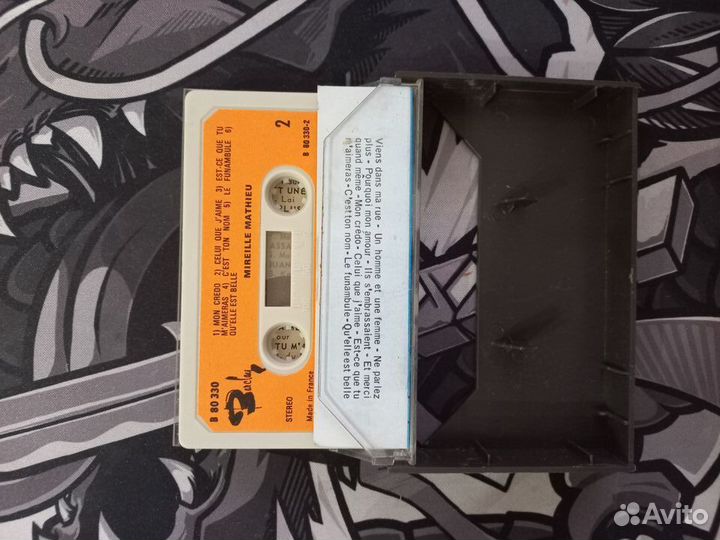 1) MON CREDO 2) CELUI QUE J'AIME 3) EST-CE QUE TU
M'AIMERAS 4) C'EST TON NOM 5) LE FUNAMBULE 6)
QU'ELLE EST BELLE
MIREILLE MATHIEU
2
B 80 330-2
B 80 330
STEREO
Made in France
Viens dans ma rue - Un homme et une femme - Ne parlez
plus - Pourquoi mon amour - Ils s'embrassaient - Et merci
quand même - Mon crédo - Celui que j'aime - Est-ce que tu
m'aimeras - C'est ton nom - Le funambule - Qu'elle est belle
Avito